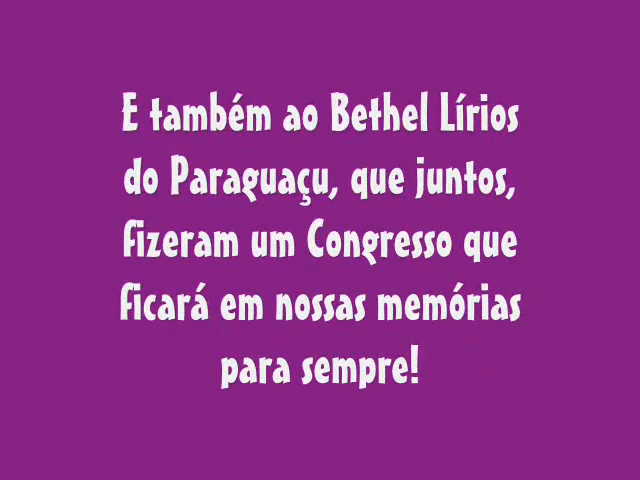 E também ao Bethel Lírios
do Paraguaçu, que juntos,
fizeram um Congresso que
ficará em nossas memórias
para sempre!